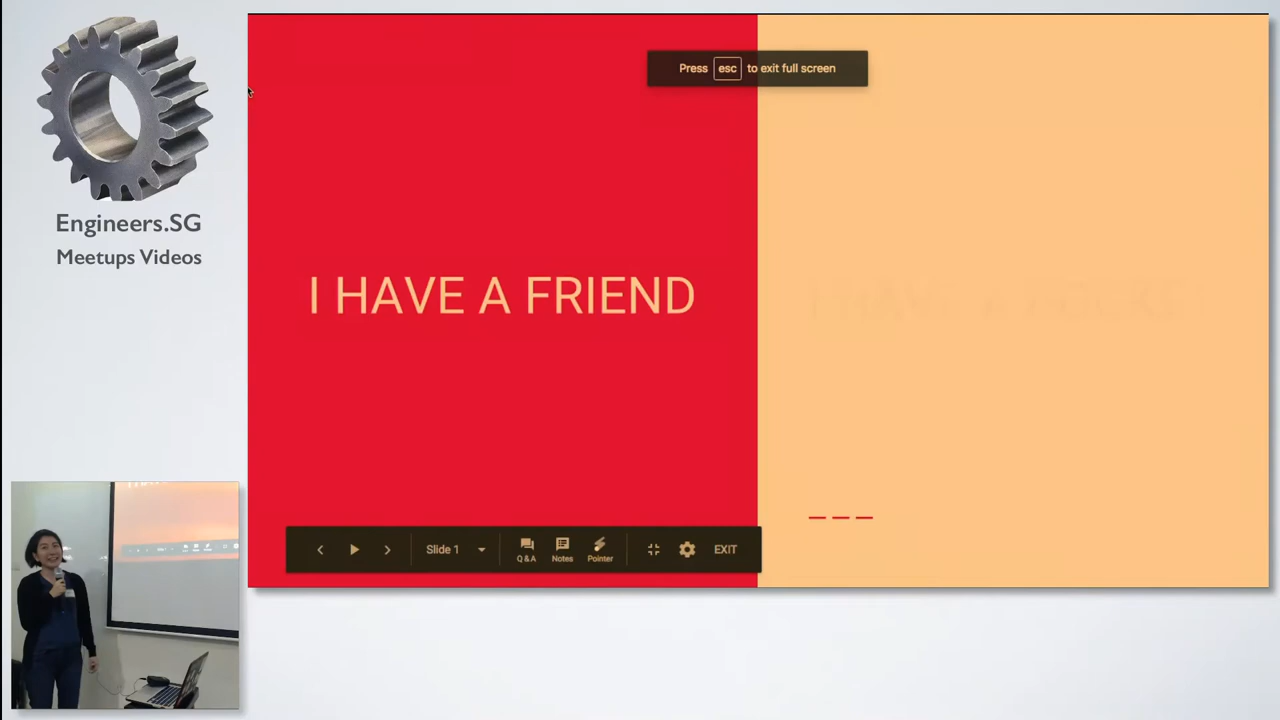 Engineers.SG
Meetups Videos
Press esc to exit full screen
I HAVE A FRIEND
Slide 1
Q & A
Notes
Pointer
EXIT